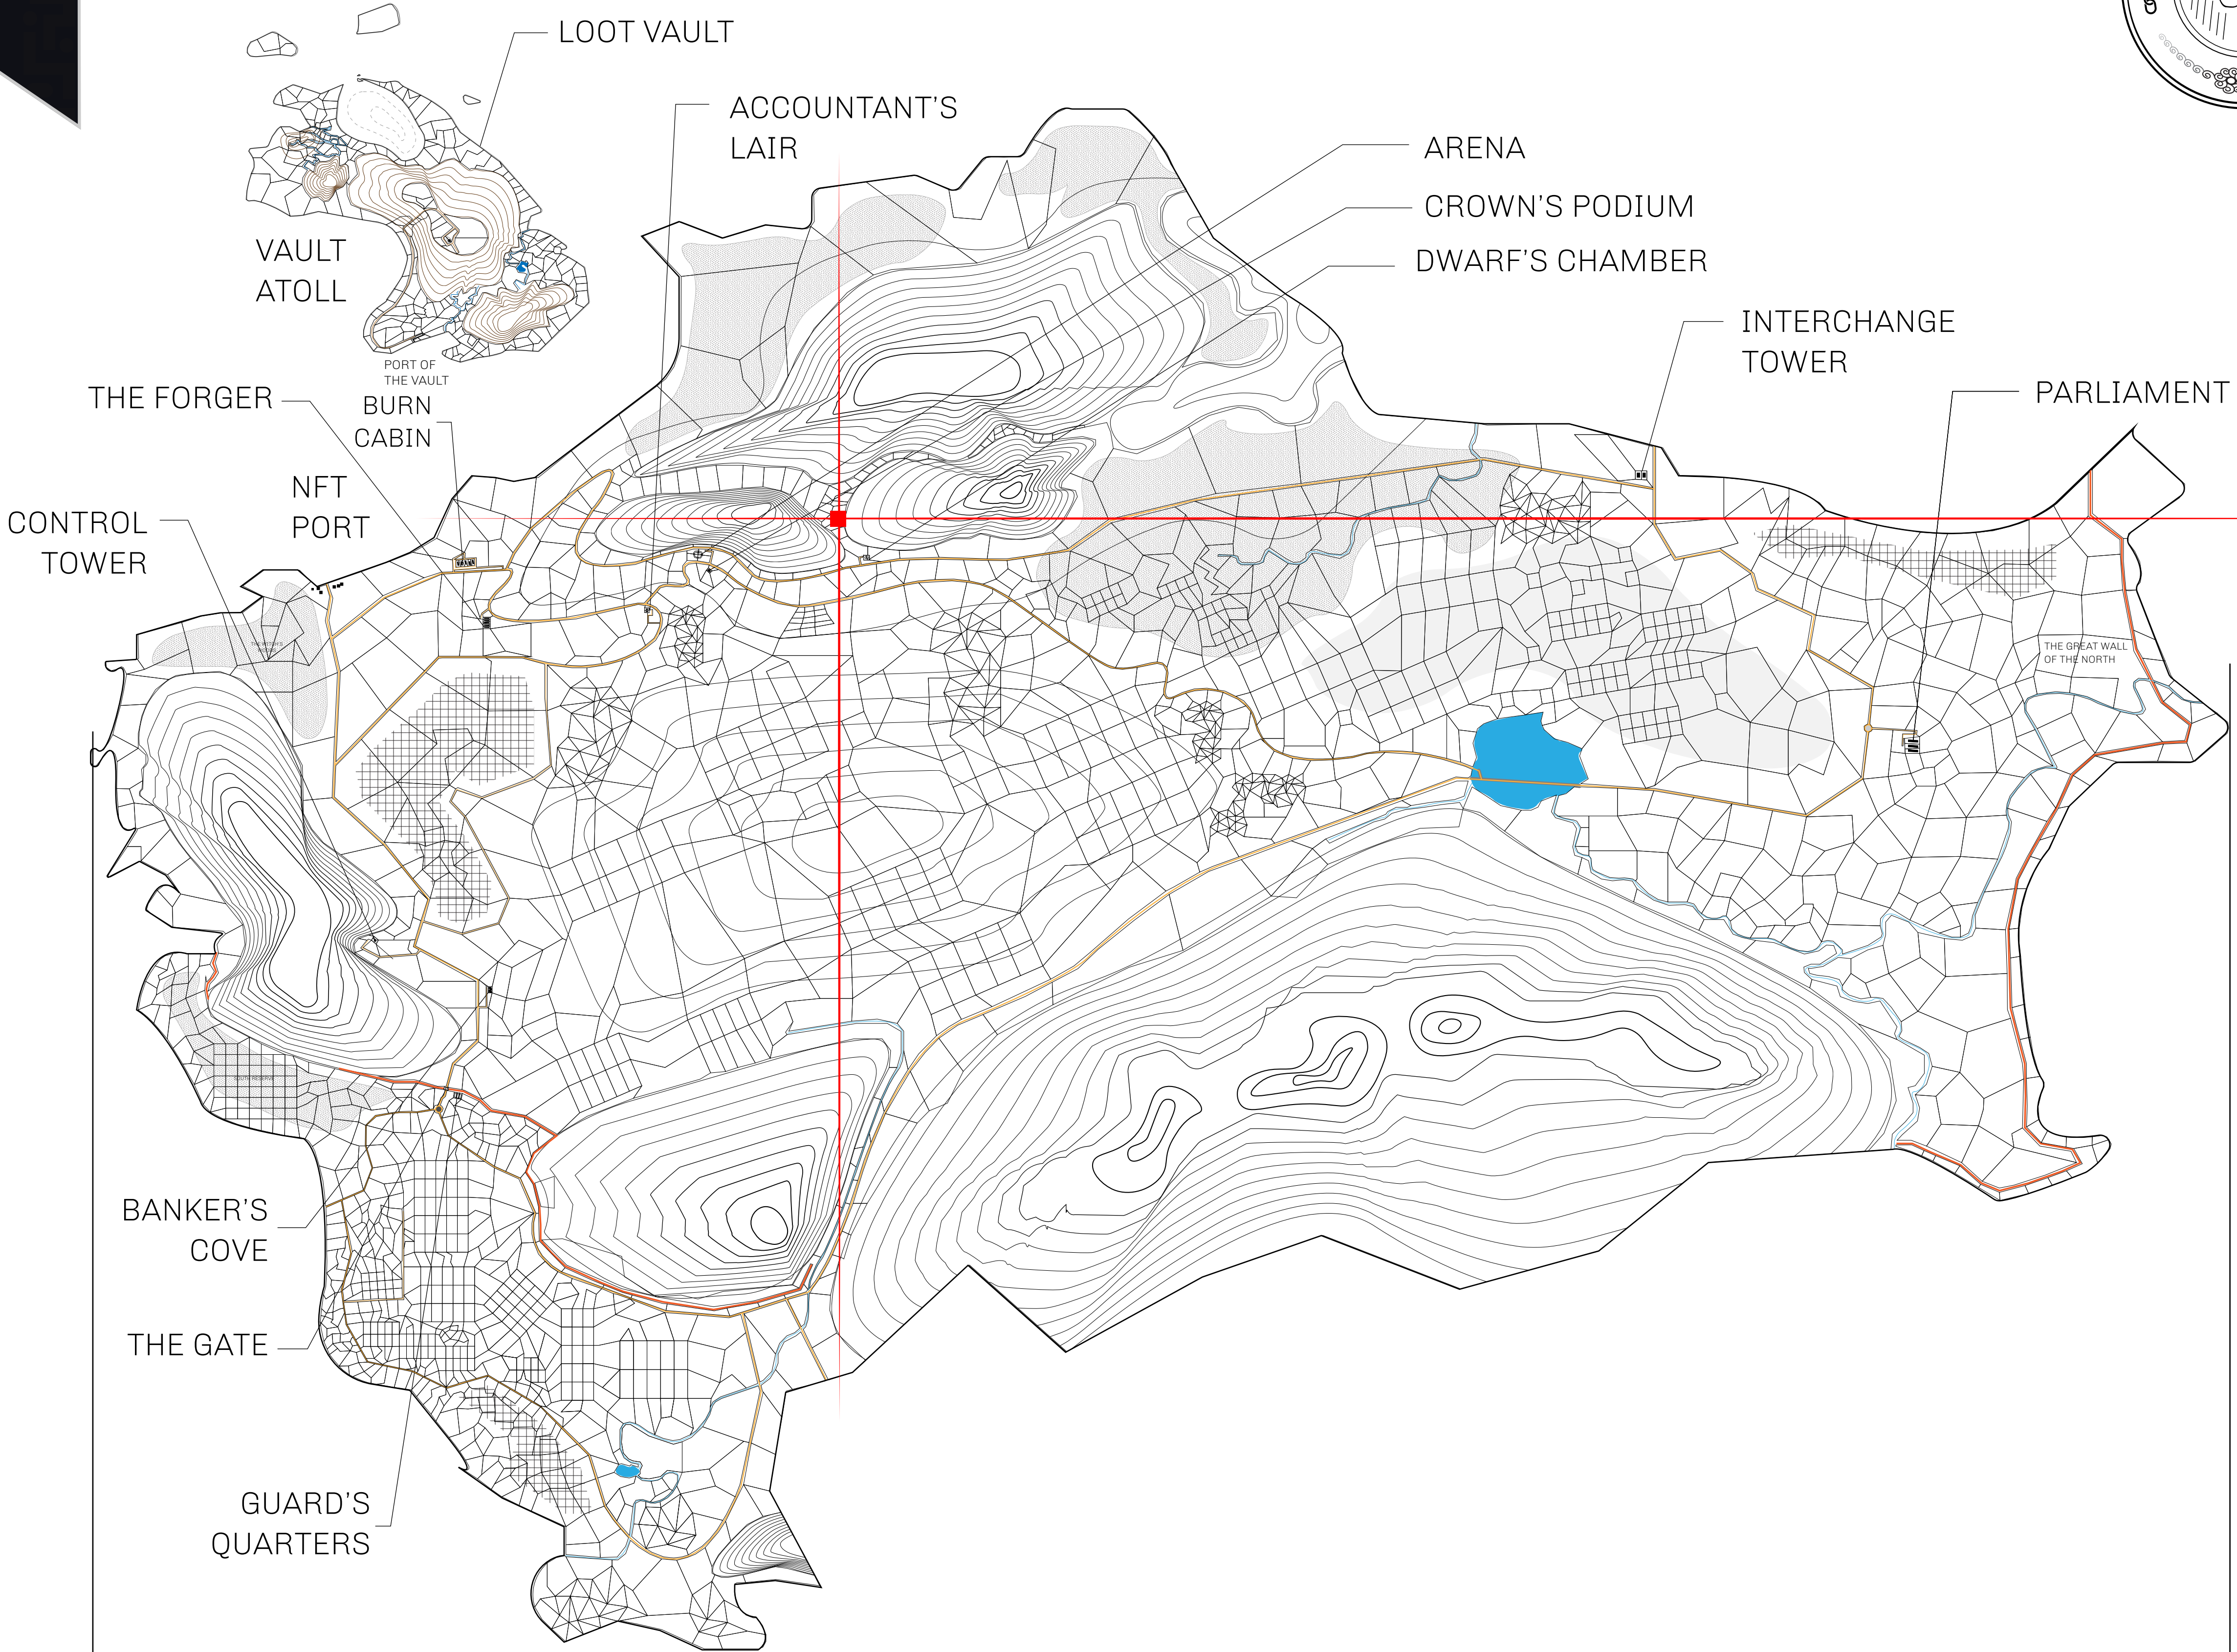 LOOT VAULT
ACCOUNTANT'S
LAIR
ARENA
CROWN'S PODIUM
DWARF'S CHAMBER
VAULT
ATOLL
INTERCHANGE
TOWER
PORT OF
THE VAULT
PARLIAMENT
THE FORGER
BURN
CABIN
NFT
PORT
CONTROL
TOWER
THE GREAT WALL
OF THE NORTH
SOUTH RESERVE
BANKER'S
COVE
THE GATE
GUARD'S
QUARTERS